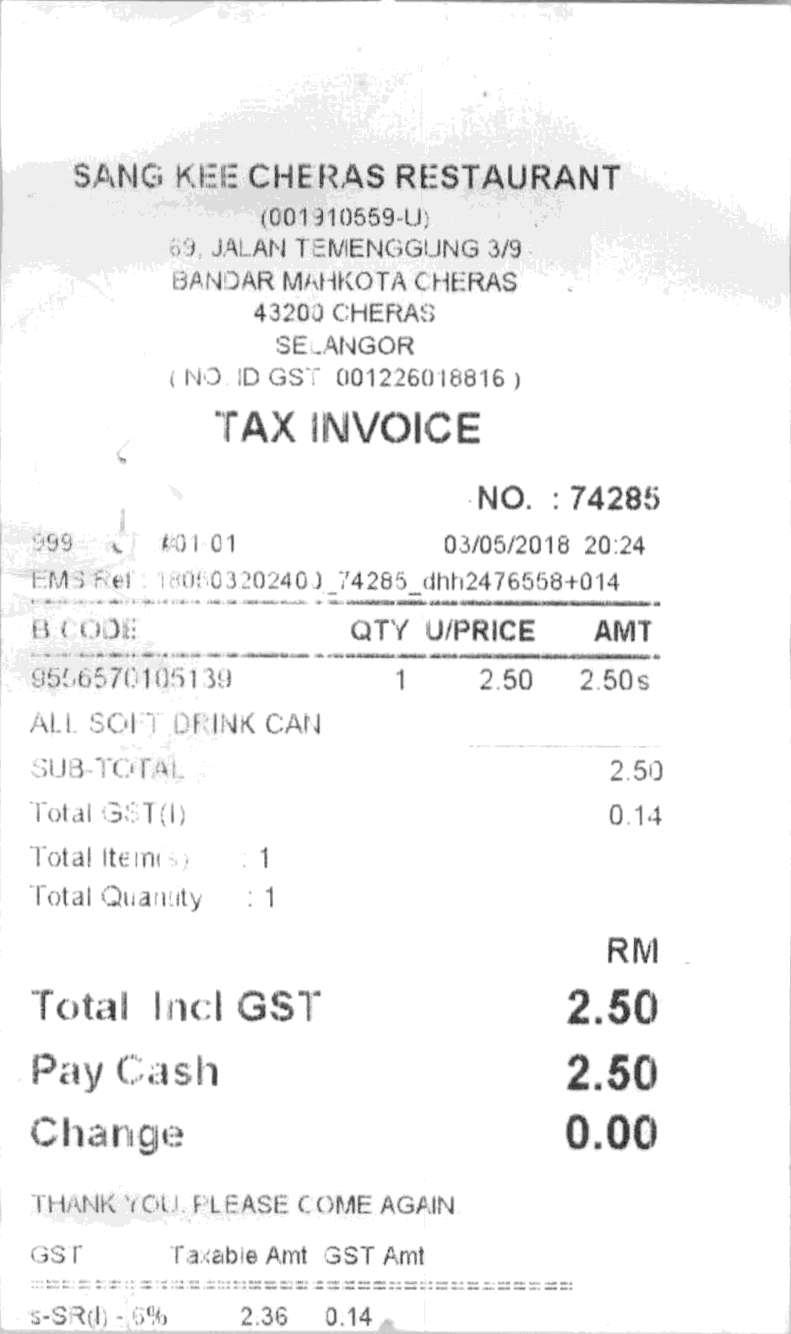 SANG KEE CHERAS RESTAURANT
(001910559-U)
69, JALAN TEMENGGUNG 3/9
BANDAR MAHKOTA CHERAS
43200 CHERAS
SELANGOR
( NO. ID GST 001226018816 )
TAX INVOICE
NO. : 74285
999 #01-01 03/05/2018 20:24
EMS Ref : 180503202400_74285_dhh2476558+014
B CODE QTY U/PRICE AMT
9556570105139 1 2.50 2.50s
ALL SOFT DRINK CAN
SUB-TOTAL 2.50
Total GST(I) 0.14
Total Item(s) : 1
Total Quantity : 1
RM
Total Incl GST 2.50
Pay Cash 2.50
Change 0.00
THANK YOU. PLEASE COME AGAIN
GST Taxable Amt GST Amt
s-SR(I) - 6% 2.36 0.14